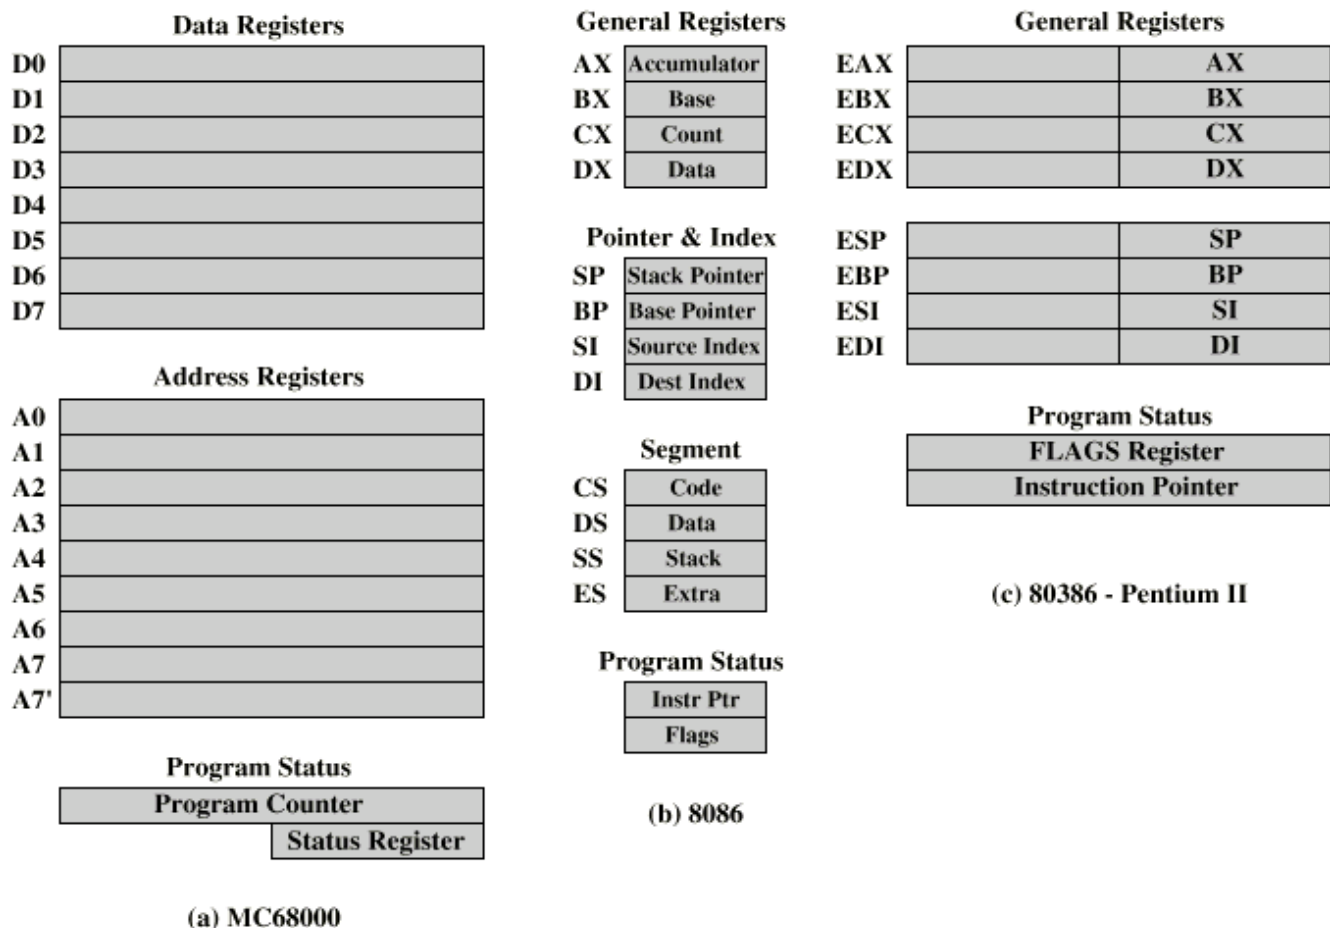 Data Registers
D0
D1
D2
D3
D4
D5
D6
D7
Address Registers
A0
A1
A2
A3
A4
A5
A6
A7
A7'
Program Status
Program Counter
Status Register
(a) MC68000
General Registers
AX Accumulator
BX Base
CX Count
DX Data
Pointer & Index
SP Stack Pointer
BP Base Pointer
SI Source Index
DI Dest Index
Segment
CS Code
DS Data
SS Stack
ES Extra
Program Status
Instr Ptr
Flags
(b) 8086
General Registers
EAX AX
EBX BX
ECX CX
EDX DX
ESP SP
EBP BP
ESI SI
EDI DI
Program Status
FLAGS Register
Instruction Pointer
(c) 80386 - Pentium II